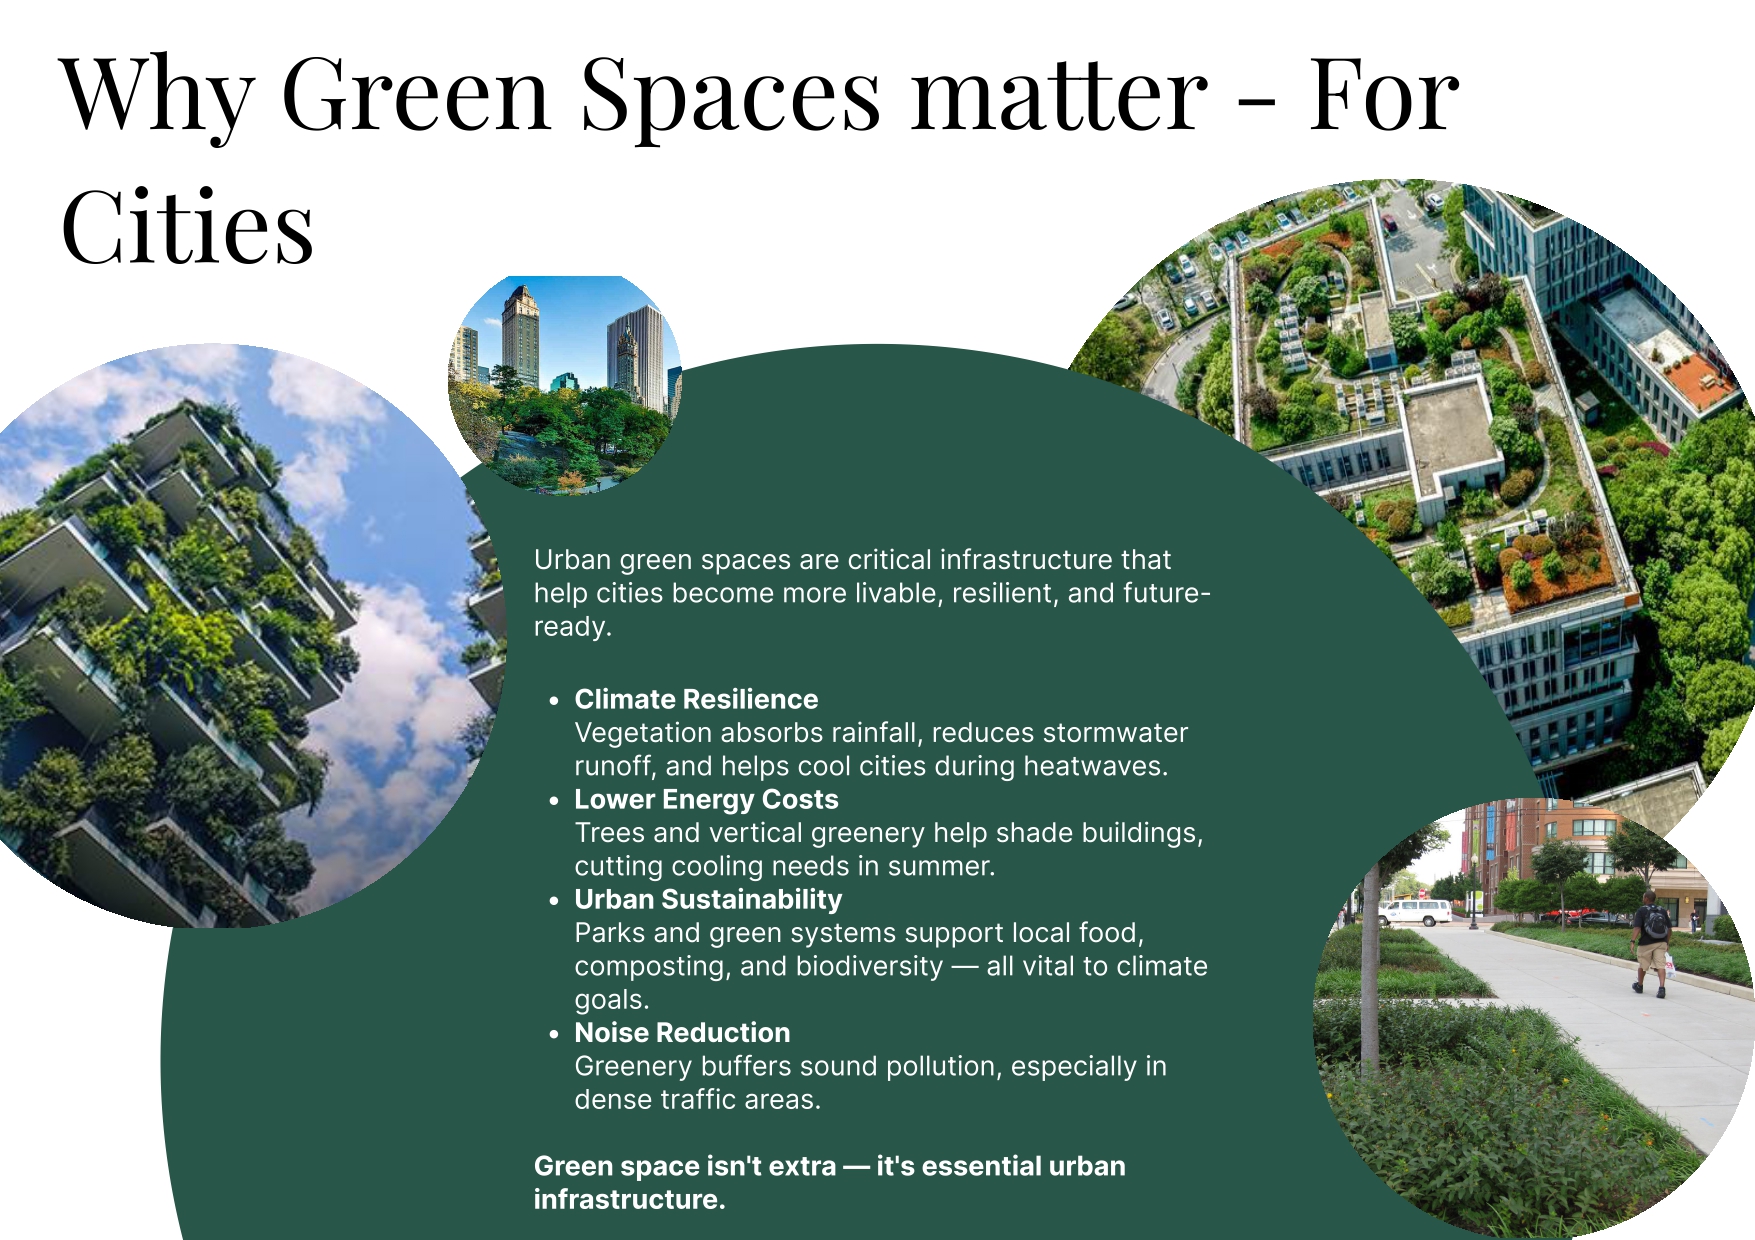 Why Green Spaces matter - For
Cities
Urban green spaces are critical infrastructure that
help cities become more livable, resilient, and future-
ready.
• Climate Resilience
Vegetation absorbs rainfall, reduces stormwater
runoff, and helps cool cities during heatwaves.
• Lower Energy Costs
Trees and vertical greenery help shade buildings,
cutting cooling needs in summer.
• Urban Sustainability
Parks and green systems support local food,
composting, and biodiversity — all vital to climate
goals.
• Noise Reduction
Greenery buffers sound pollution, especially in
dense traffic areas.
Green space isn't extra — it's essential urban
infrastructure.